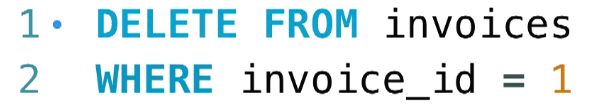 1 DELETE FROM invoices
2 WHERE invoice_id = 1